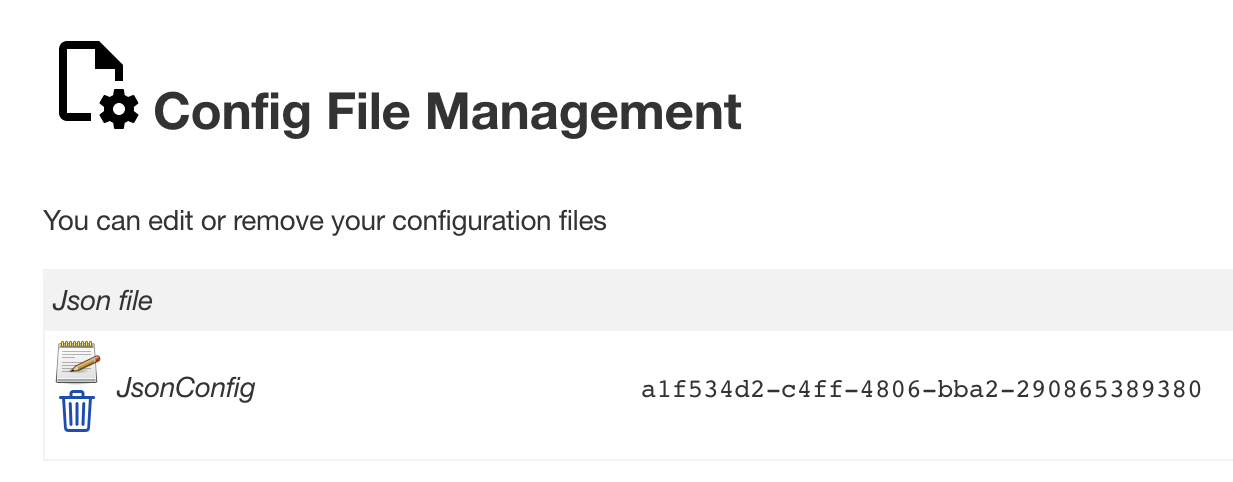 Config File Management
You can edit or remove your configuration files
Json file
JsonConfig a1f534d2-c4ff-4806-bba2-290865389380